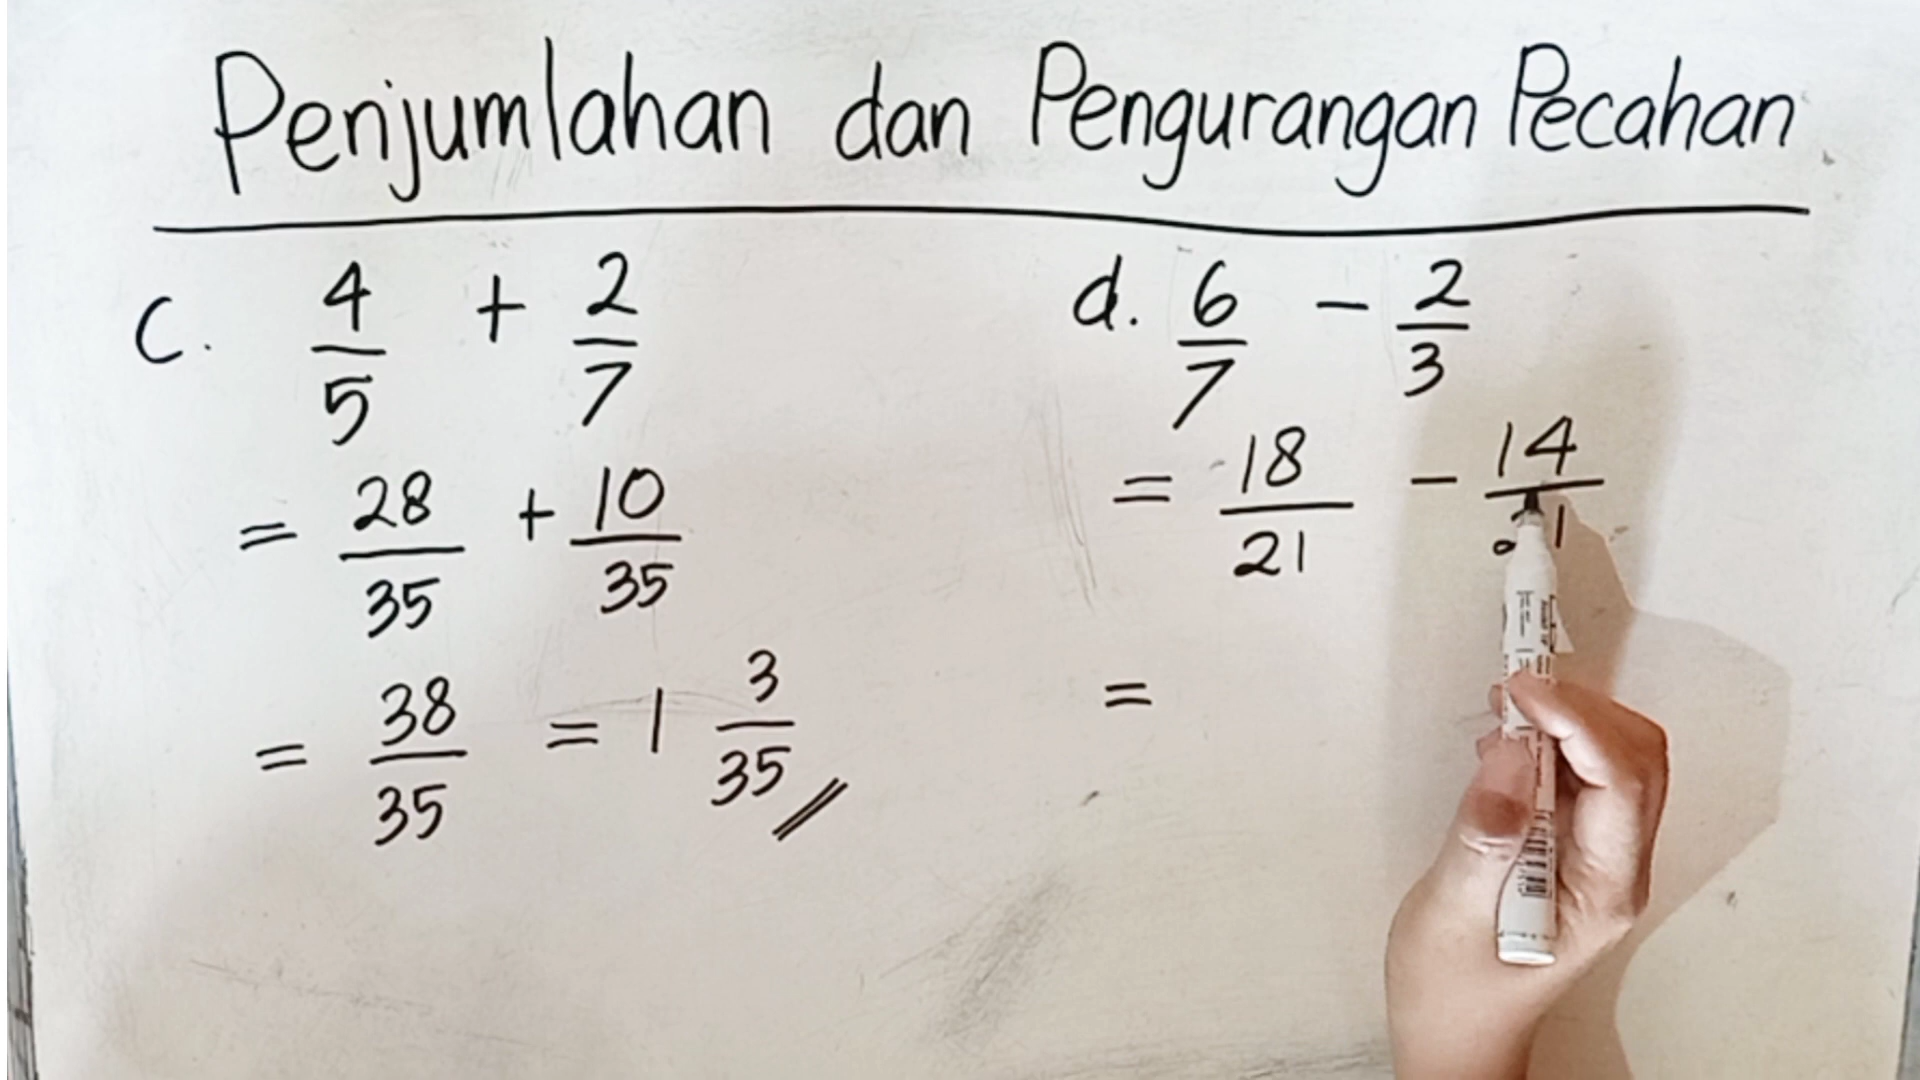 Penjumlahan dan Pengurangan Pecahan
c. 4/5 + 2/7
= 28/35 + 10/35
= 38/35 = 1 3/35
d. 6/7 - 2/3
= 18/21 - 14/21
=